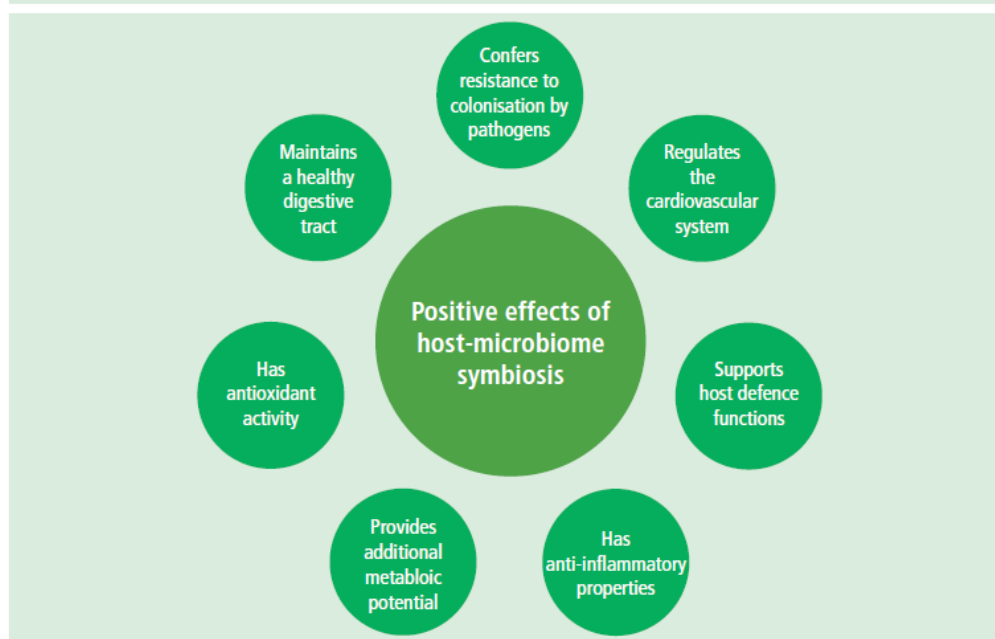 Confers
resistance to
colonisation by
pathogens
Regulates
the
cardiovascular
system
Supports
host defence
functions
Has
anti-inflammatory
properties
Provides
additional
metabloic
potential
Has
antioxidant
activity
Maintains
a healthy
digestive
tract
Positive effects of
host-microbiome
symbiosis